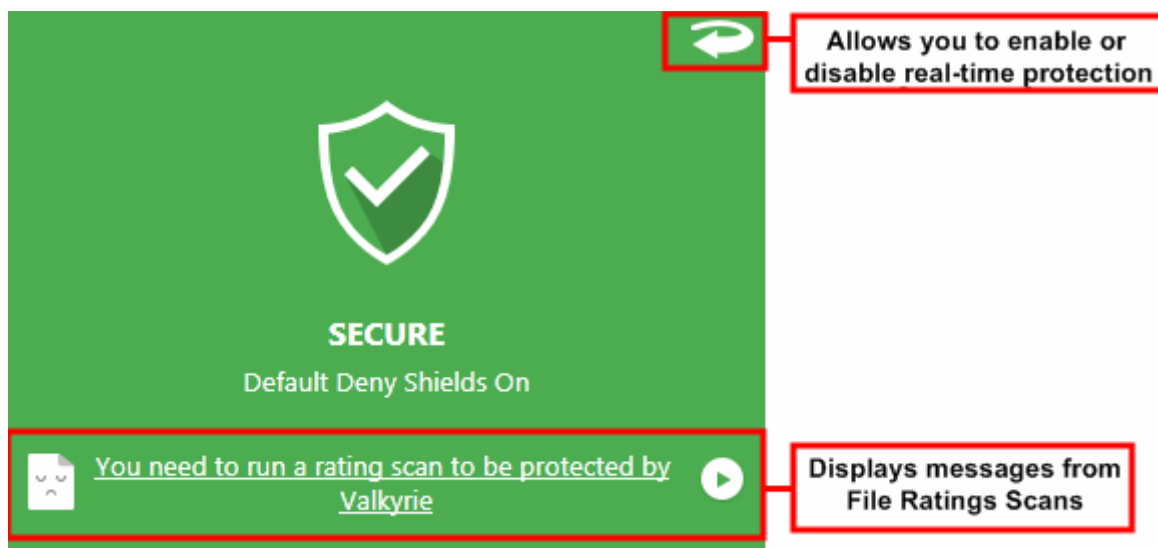 Allows you to enable or
disable real-time protection
SECURE
Default Deny Shields On
You need to run a rating scan to be protected by
Valkyrie
Displays messages from
File Ratings Scans